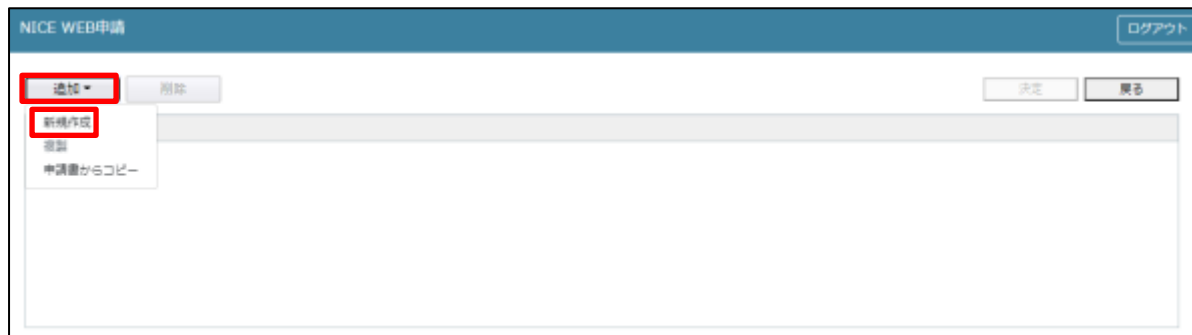 NICE WEB申請
ログアウト
追加▼ 削除 決定 戻る
新規作成
複製
申請書からコピー